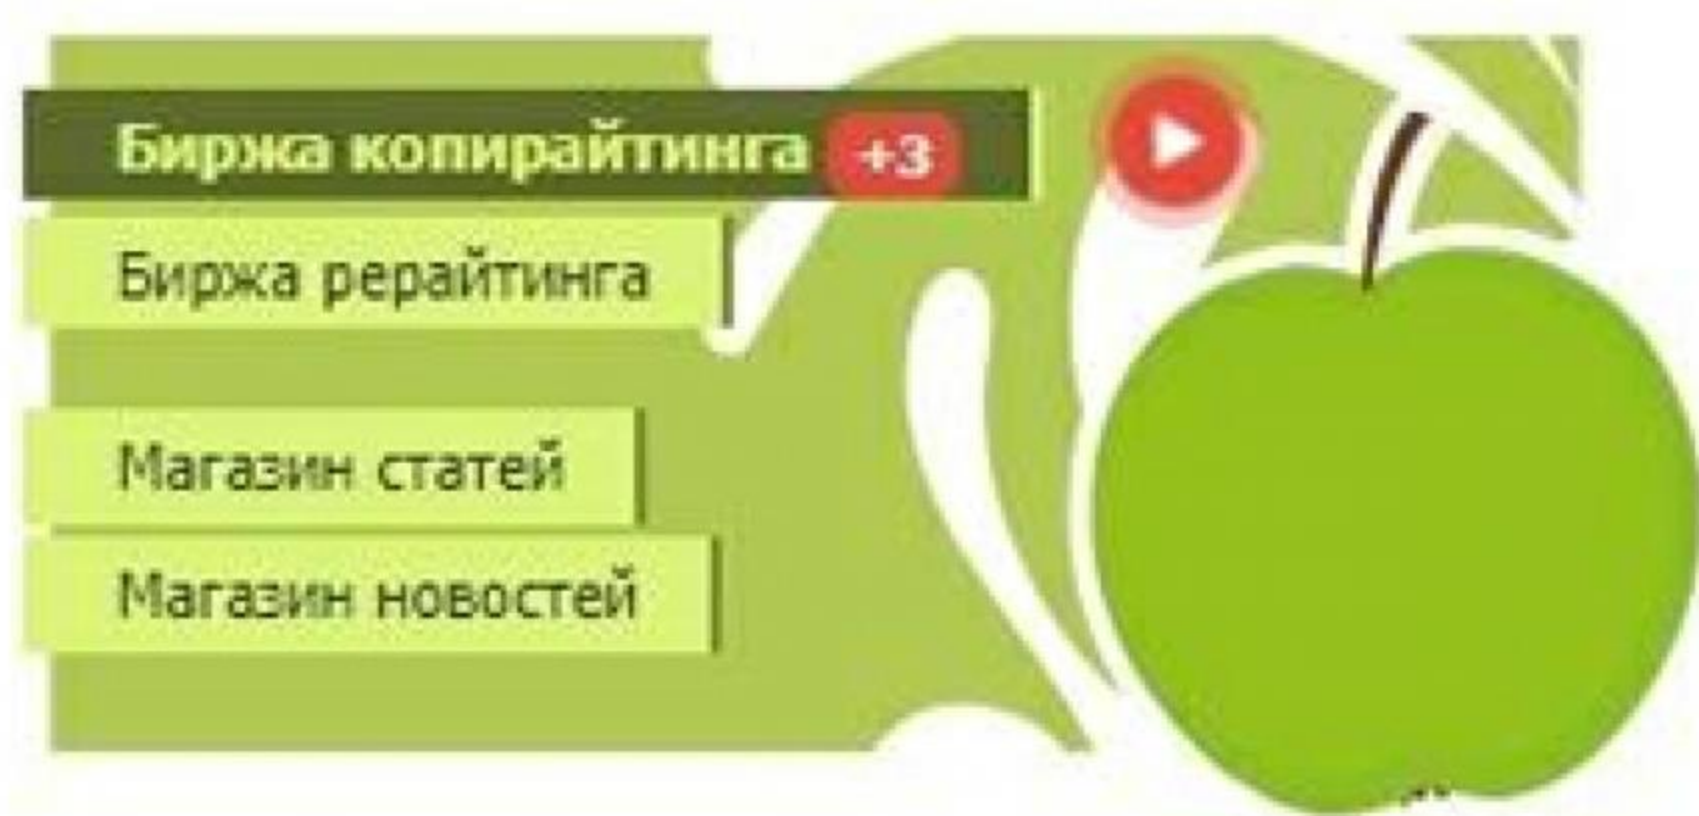 Биржа копирайтинга +3
Биржа рерайтинга
Магазин статей
Магазин новостей